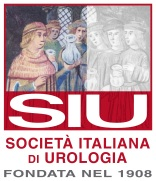 SIU
SOCIETÀ ITALIANA
DI UROLOGIA
FONDATA NEL 1908